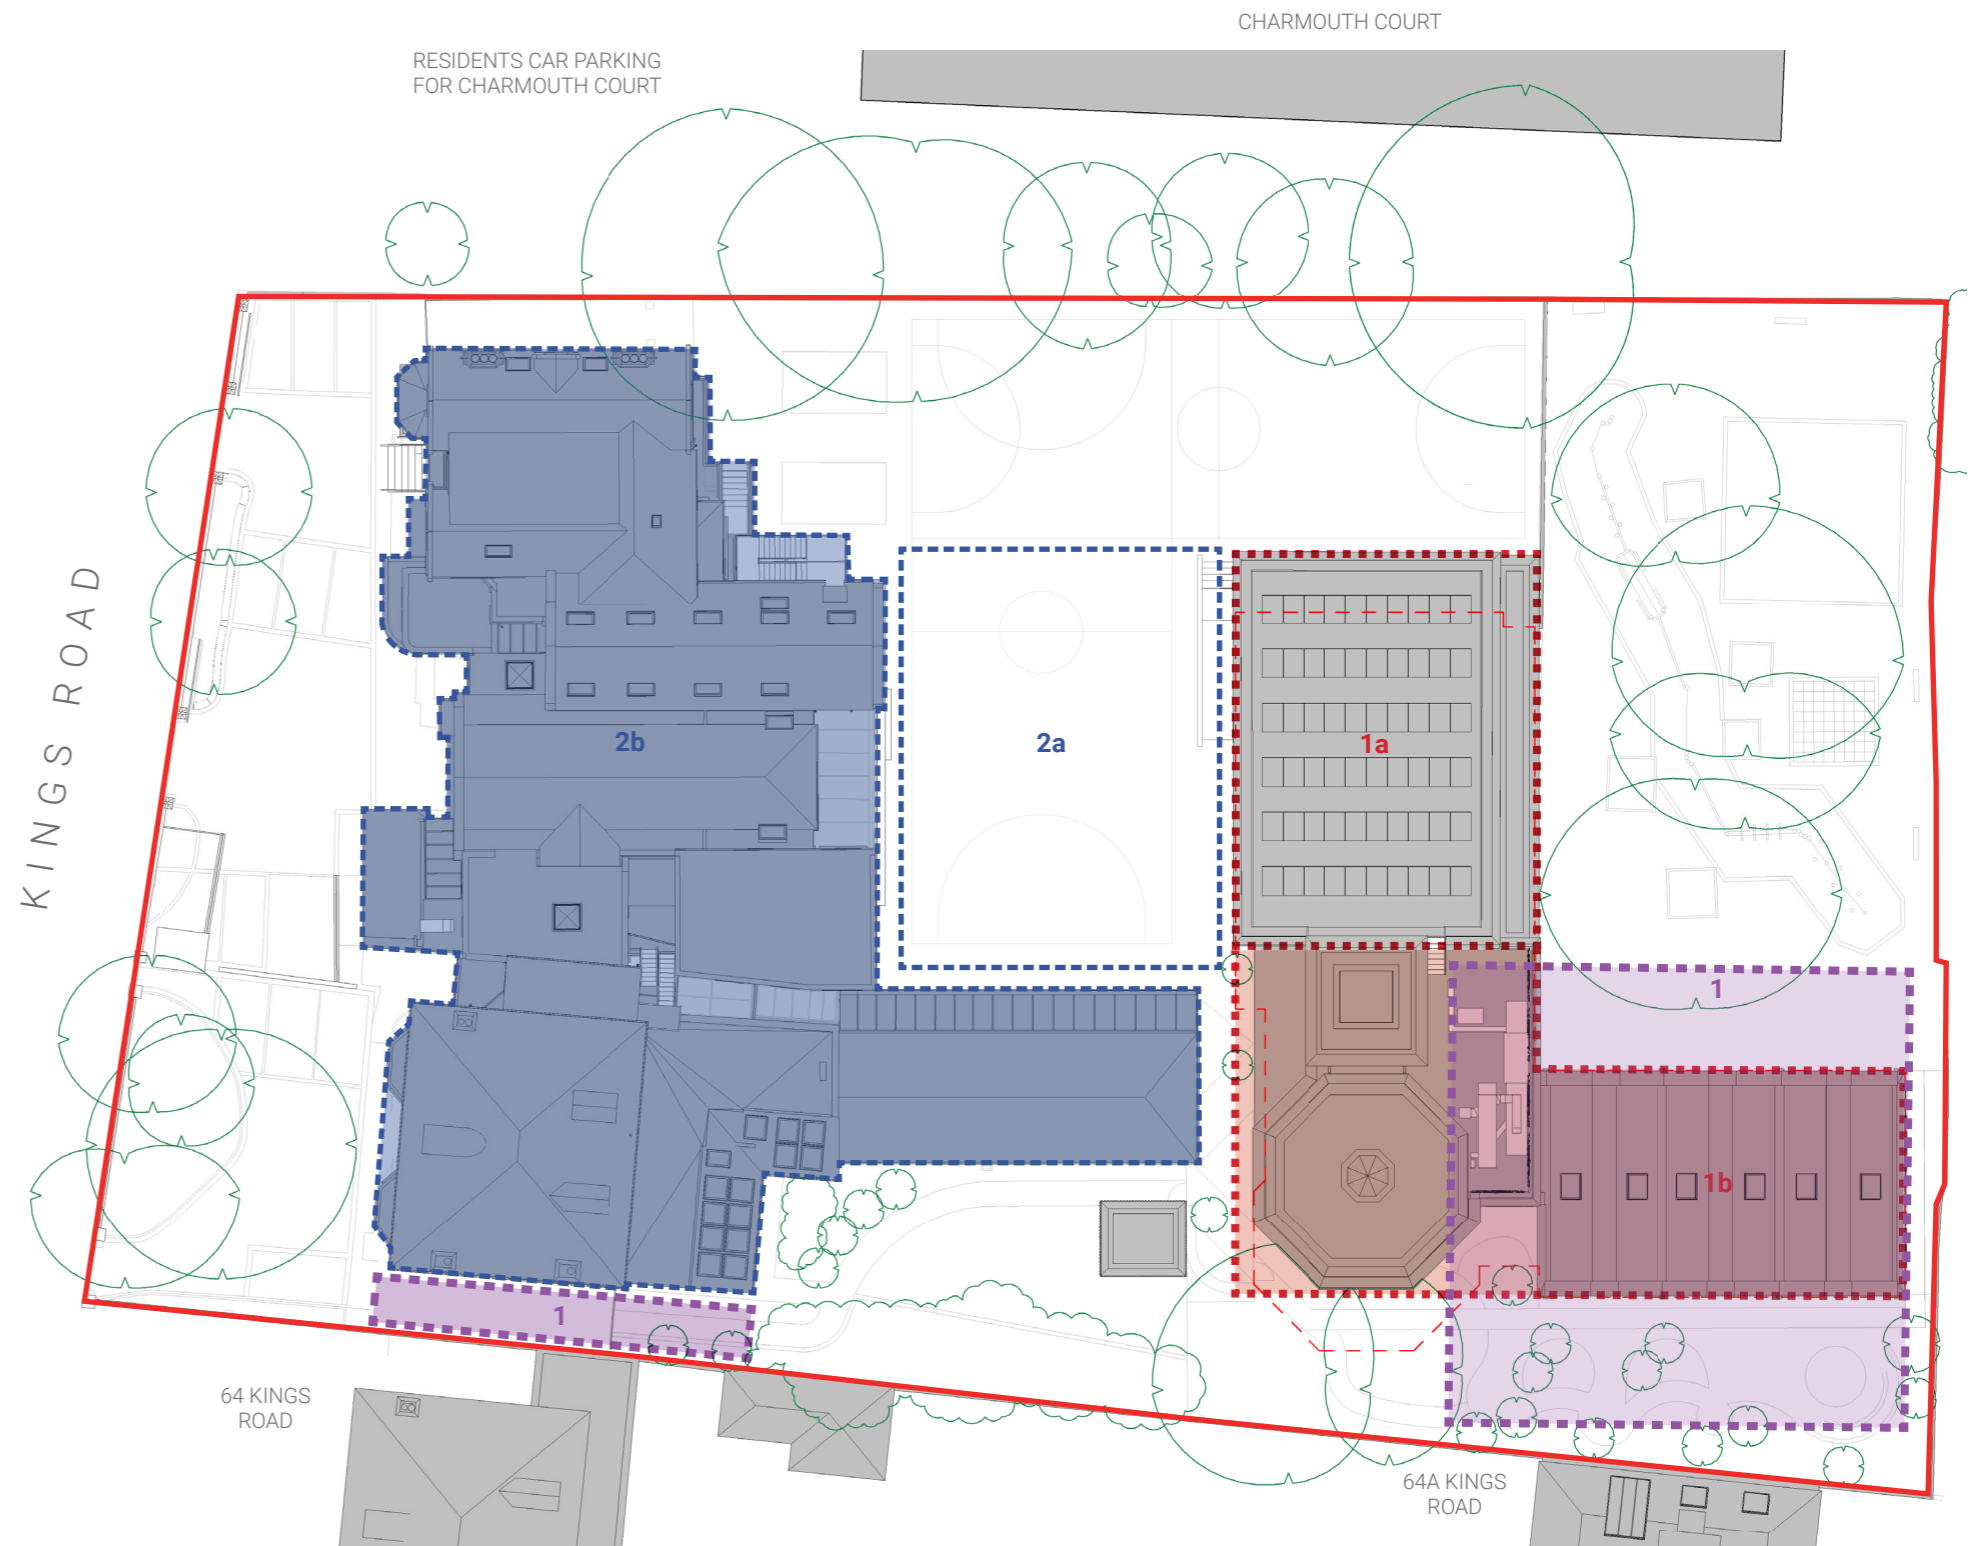 CHARMOUTH COURT
RESIDENTS CAR PARKING
FOR CHARMOUTH COURT
KINGS ROAD
2b
2a
1a
1
1b
1
64 KINGS
ROAD
64A KINGS
ROAD